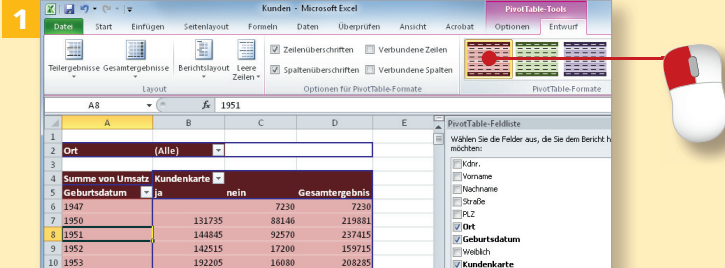 1
Kunden - Microsoft Excel
PivotTable-Tools
Datei Start Einfügen Seitenlayout Formeln Daten Überprüfen Ansicht Acrobat Optionen Entwurf
Teilergebnisse Gesamtergebnisse Berichtslayout Leere Zeilen
Zeilenüberschriften Verbundene Zeilen
Spaltenüberschriften Verbundene Spalten
Layout Optionen für PivotTable-Formate PivotTable-Formate
A8 fx 1951
A B C D E PivotTable-Feldliste
1
2 Ort (Alle)
3
4 Summe von Umsatz Kundenkarte
5 Geburtsdatum ja nein Gesamtergebnis
6 1947 7230 7230
7 1950 131735 88146 219881
8 1951 144845 92570 237415
9 1952 142515 17200 159715
10 1953 192205 16080 208285
Wählen Sie die Felder aus, die Sie dem Bericht h
möchten:
Kdnr.
Vorname
Nachname
Straße
PLZ
Ort
Geburtsdatum
Weiblich
Kundenkarte